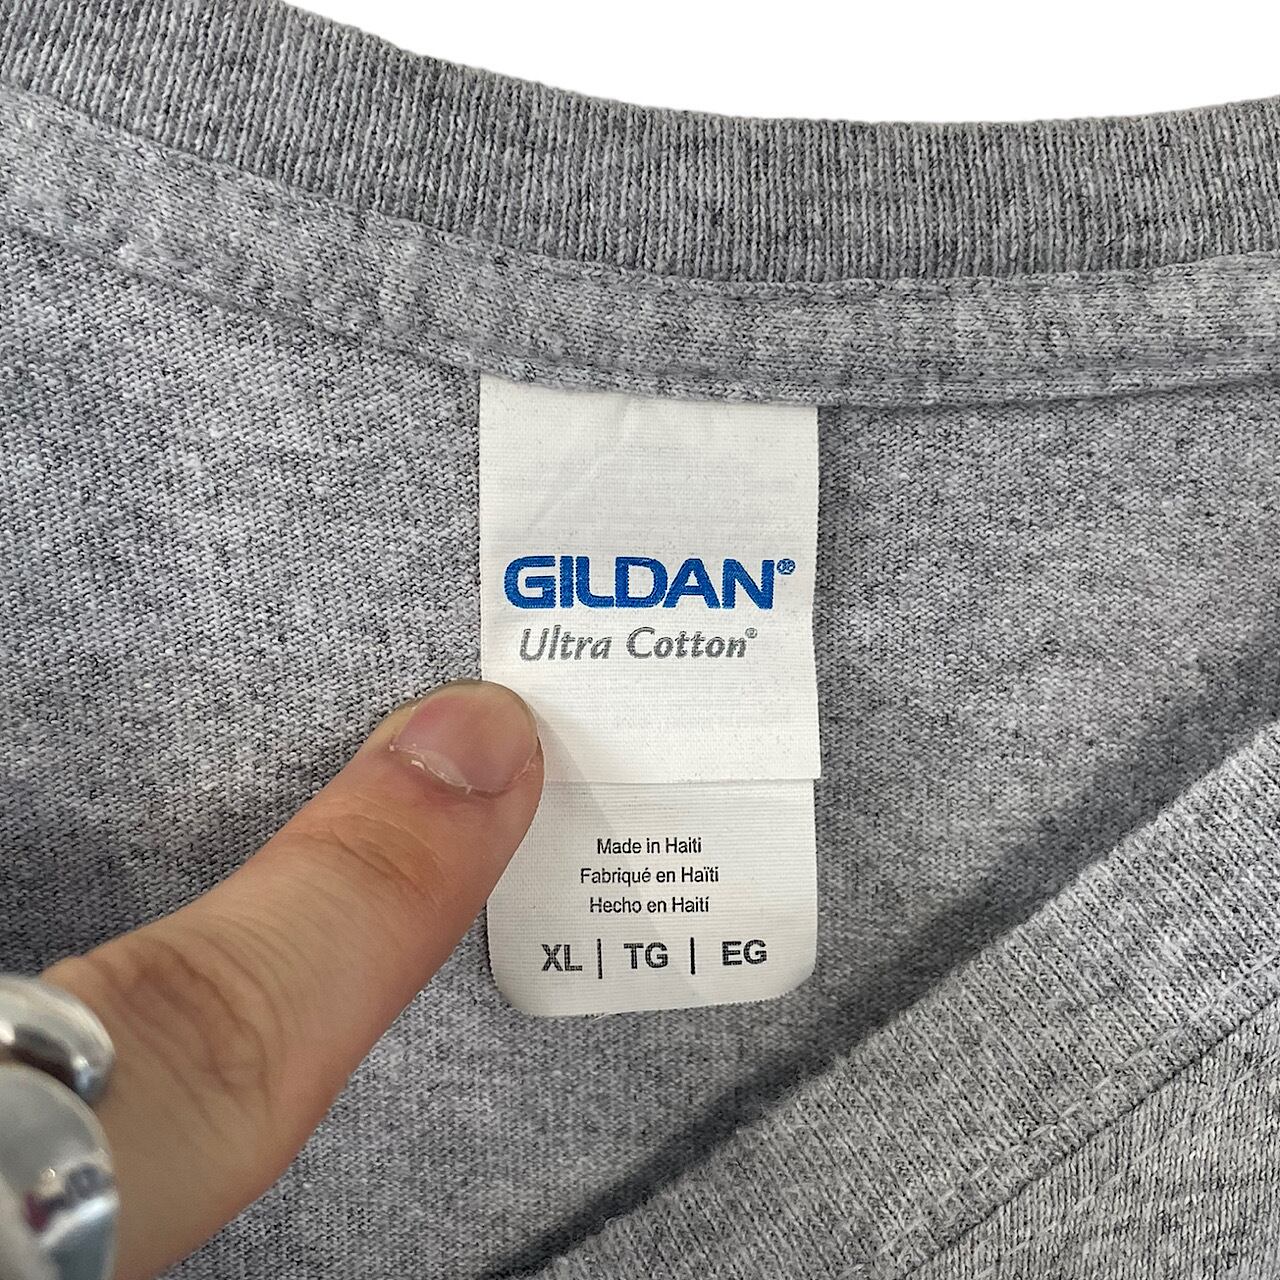 GILDAN®
Ultra Cotton®
Made in Haiti
Fabriqué en Haïti
Hecho en Haití
XL | TG | EG